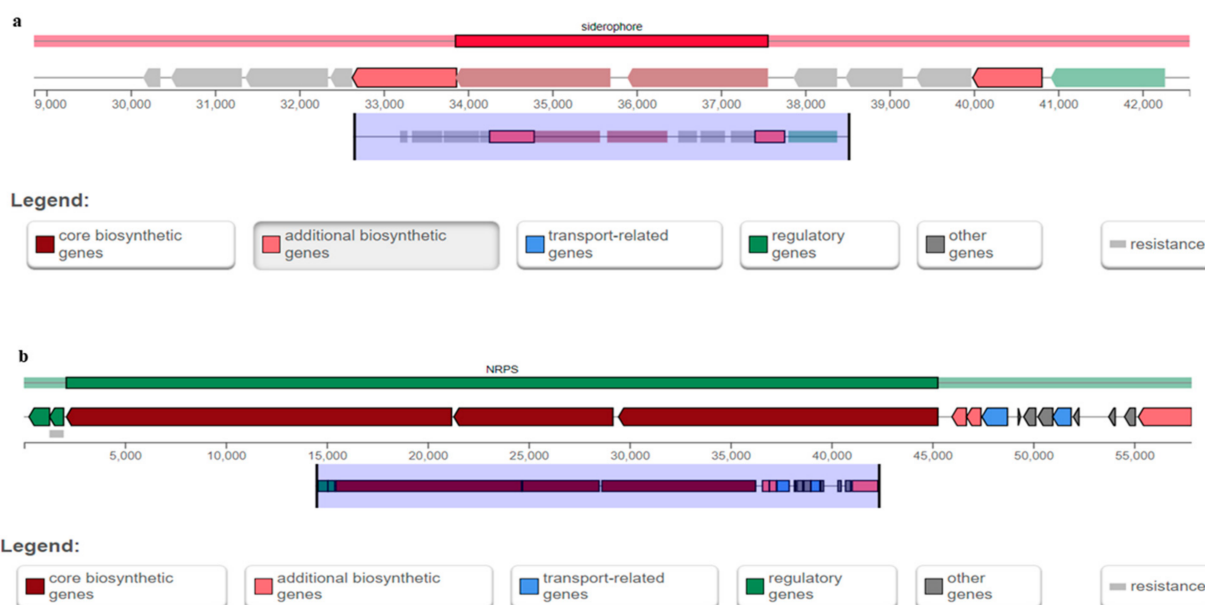 a
siderophore
9,000 30,000 31,000 32,000 33,000 34,000 35,000 36,000 37,000 38,000 39,000 40,000 41,000 42,000
Legend:
core biosynthetic
genes
additional biosynthetic
genes
transport-related
genes
regulatory
genes
other
genes
resistance
b
NRPS
5,000 10,000 15,000 20,000 25,000 30,000 35,000 40,000 45,000 50,000 55,000
Legend:
core biosynthetic
genes
additional biosynthetic
genes
transport-related
genes
regulatory
genes
other
genes
resistance